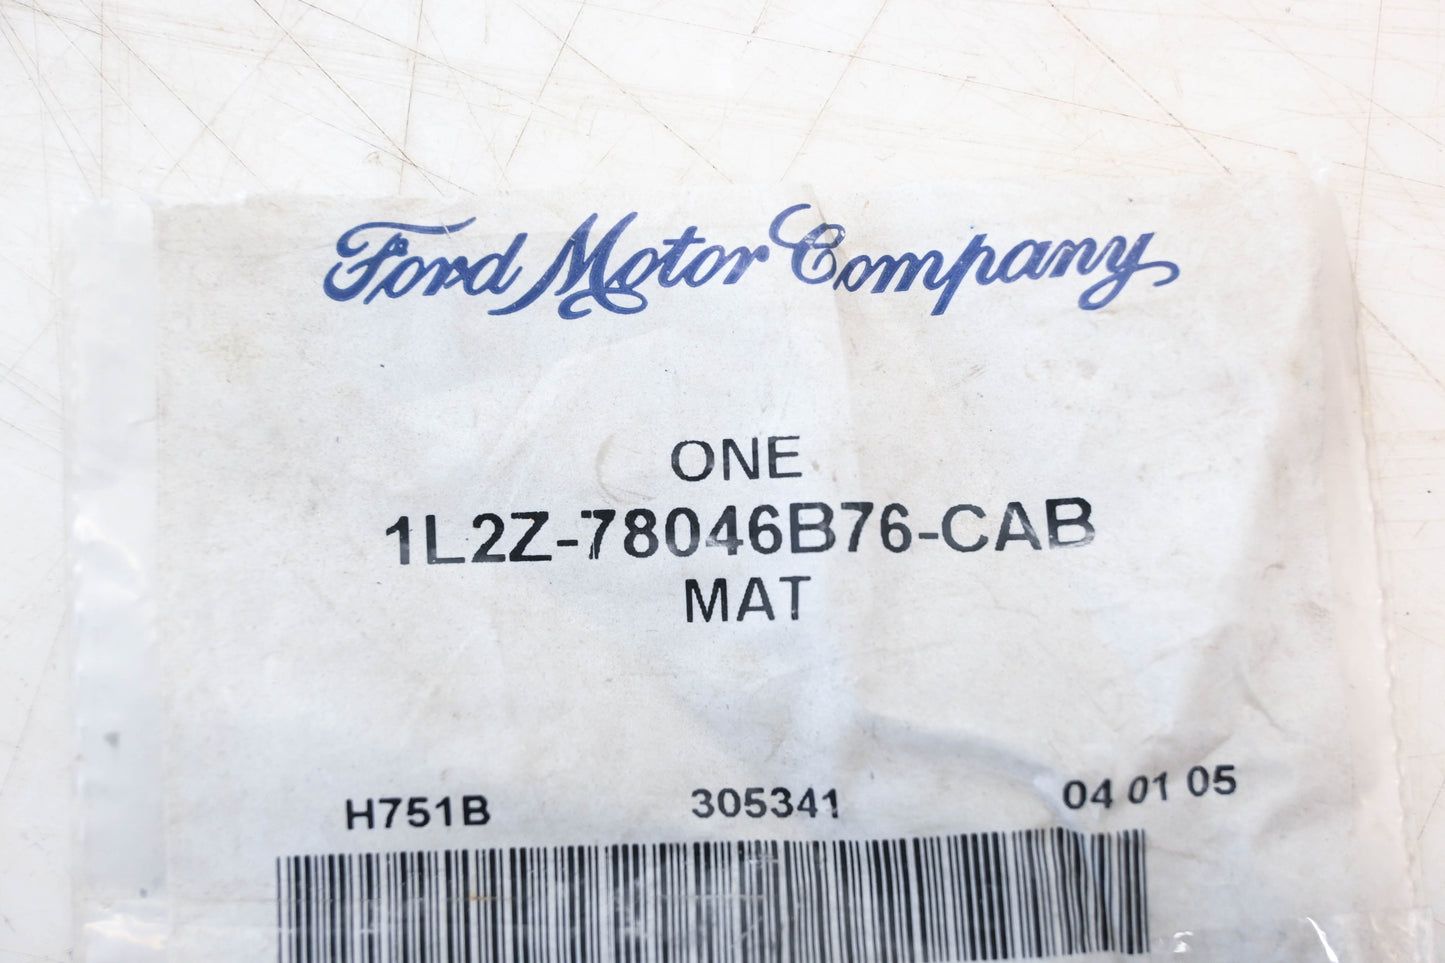 Ford Motor Company
ONE
1L2Z-78046B76-CAB
MAT
H751B 305341 04 01 05